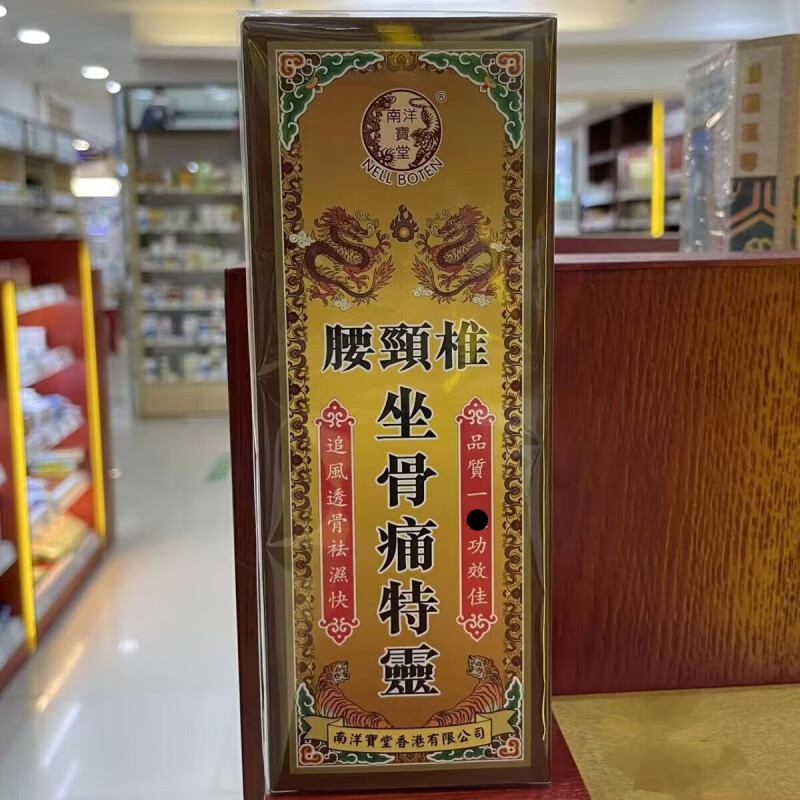 南洋
寶
堂
®
NELL BOTEN
腰頸椎
坐骨痛特靈
品質一
功效佳
追風透骨祛濕快
南洋寶堂香港有限公司